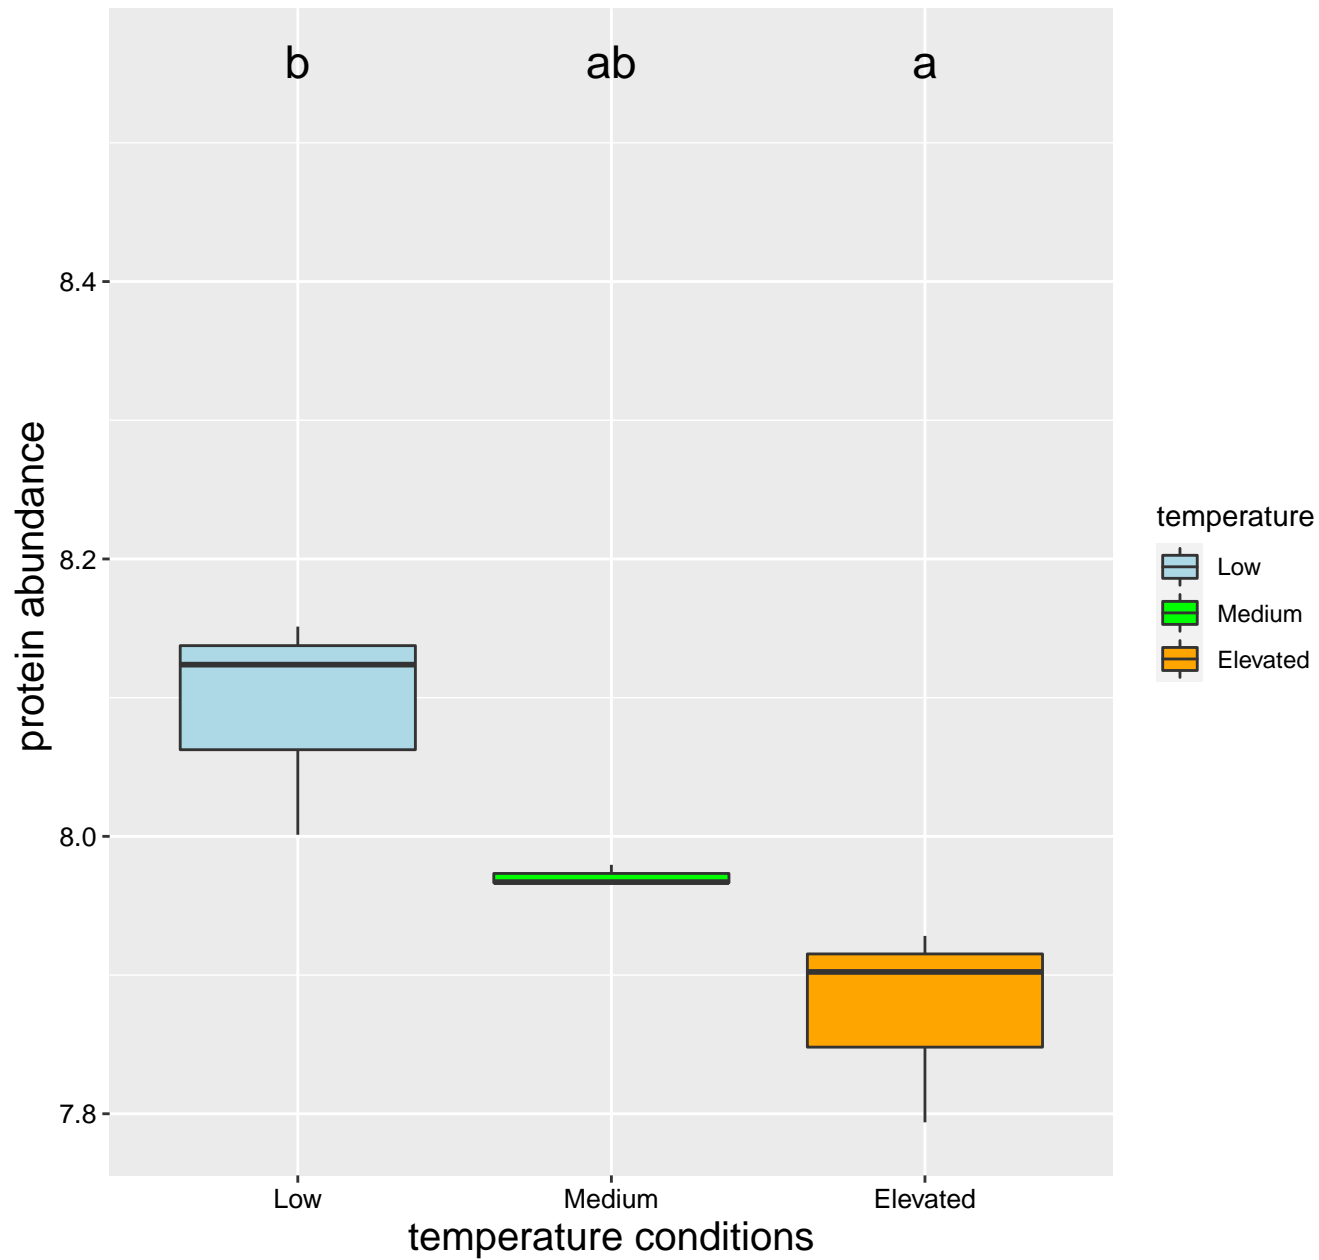 b ab a
8.4
8.2
8.0
7.8
protein abundance
Low Medium Elevated
temperature conditions
temperature
Low
Medium
Elevated